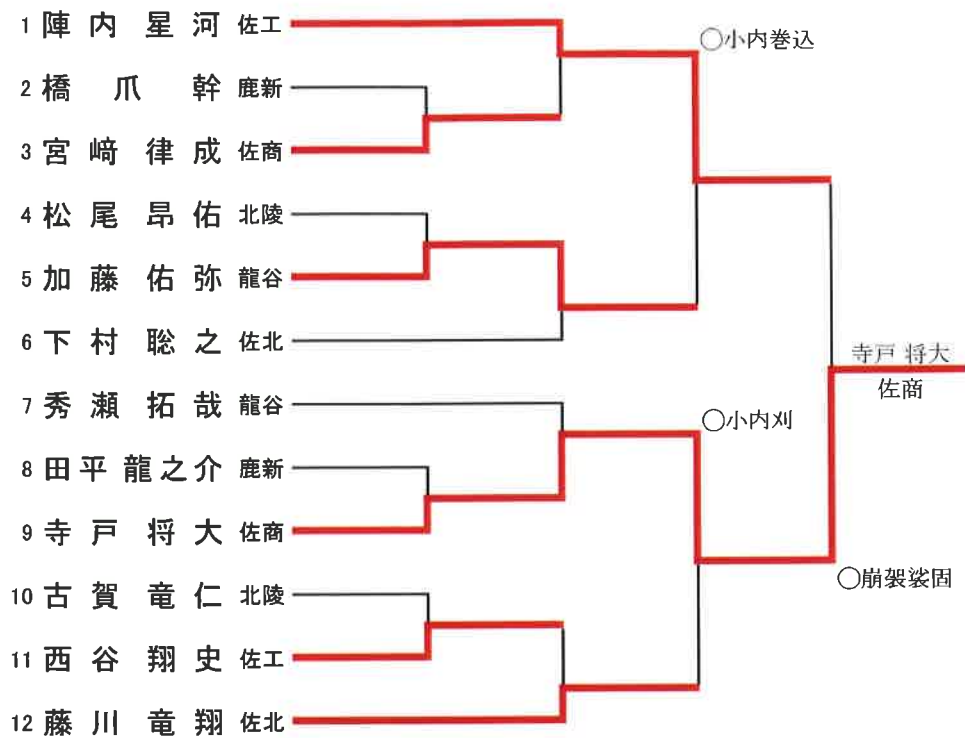 1 陣内星河 佐工
○小内巻込
2 橋爪幹 鹿新
3 宮﨑律成 佐商
4 松尾昂佑 北陵
5 加藤佑弥 龍谷
6 下村聡之 佐北
寺戸 将大
佐商
7 秀瀬拓哉 龍谷
○小内刈
8 田平龍之介 鹿新
9 寺戸将大 佐商
○崩袈裟固
10 古賀竜仁 北陵
11 西谷翔史 佐工
12 藤川竜翔 佐北